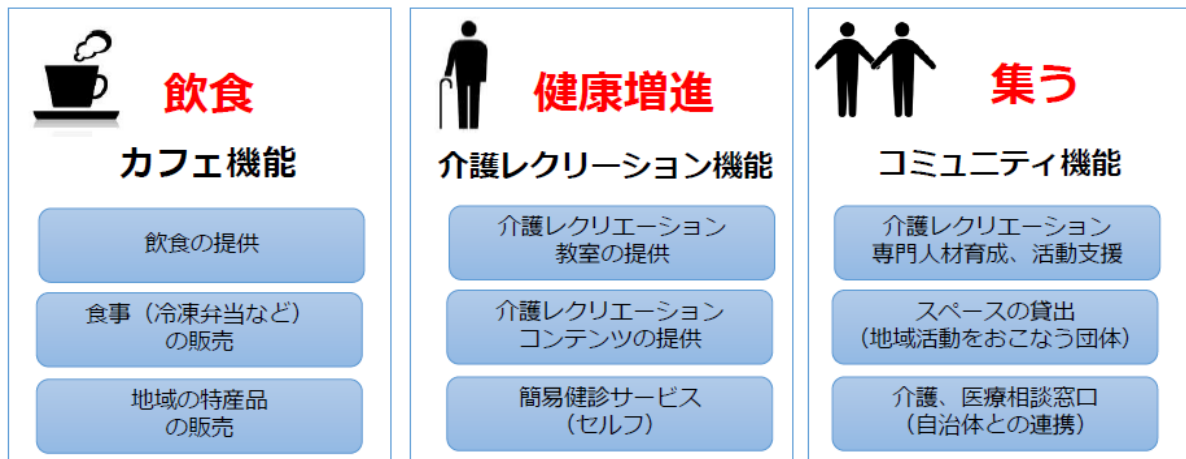 飲食
カフェ機能
飲食の提供
食事（冷凍弁当など）
の販売
地域の特産品
の販売
健康増進
介護レクリーション機能
介護レクリエーション
教室の提供
介護レクリエーション
コンテンツの提供
簡易健診サービス
（セルフ）
集う
コミュニティ機能
介護レクリエーション
専門人材育成、活動支援
スペースの貸出
（地域活動をおこなう団体）
介護、医療相談窓口
（自治体との連携）